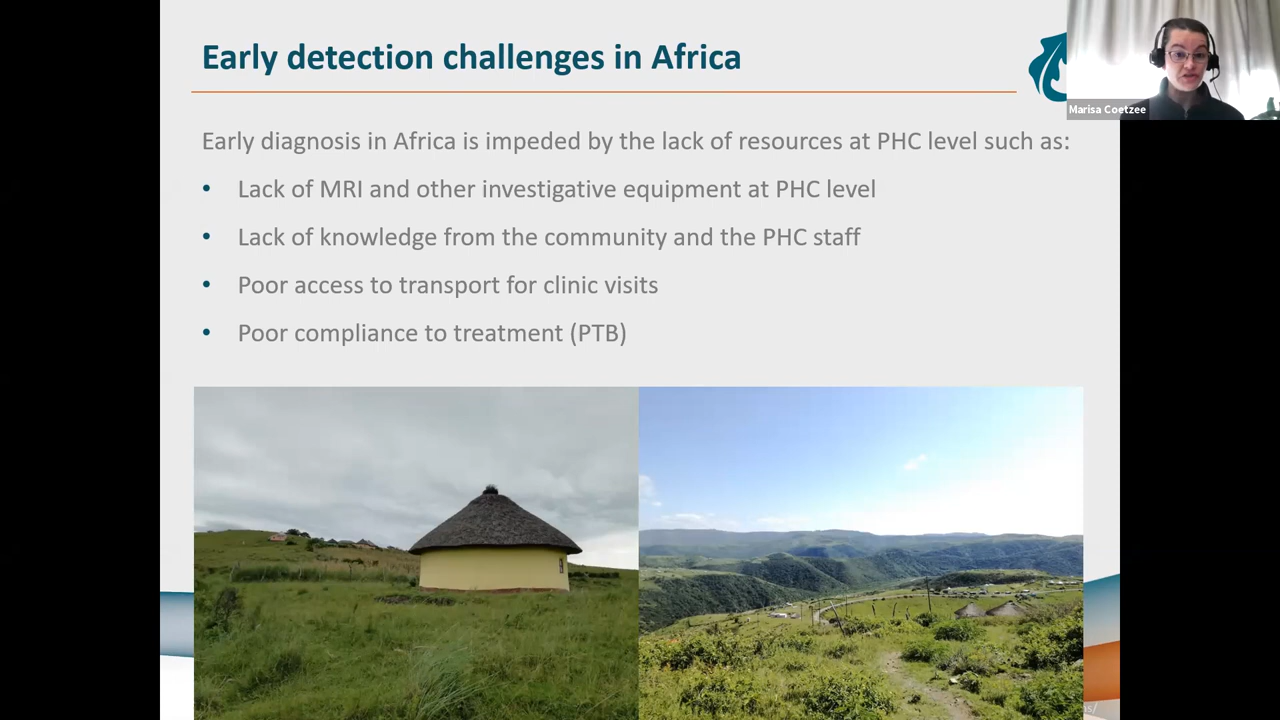 Early detection challenges in Africa
Marisa Coetzee
Early diagnosis in Africa is impeded by the lack of resources at PHC level such as:
• Lack of MRI and other investigative equipment at PHC level
• Lack of knowledge from the community and the PHC staff
• Poor access to transport for clinic visits
• Poor compliance to treatment (PTB)